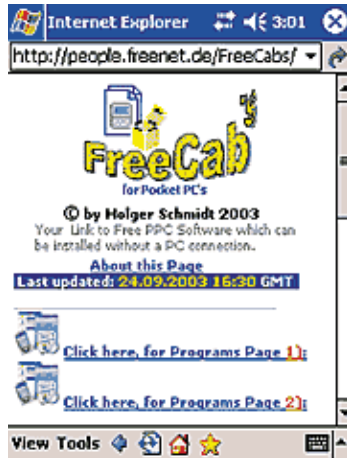 Internet Explorer 3:01
http://people.freenet.de/FreeCabs/
FreeCab's
for Pocket PC's
© by Holger Schmidt 2003
Your Link to Free PPC Software which can
be installed without a PC connection.
About this Page
Last updated: 24.09.2003 16:30 GMT
Click here, for Programs Page 1):
Click here, for Programs Page 2):
View Tools